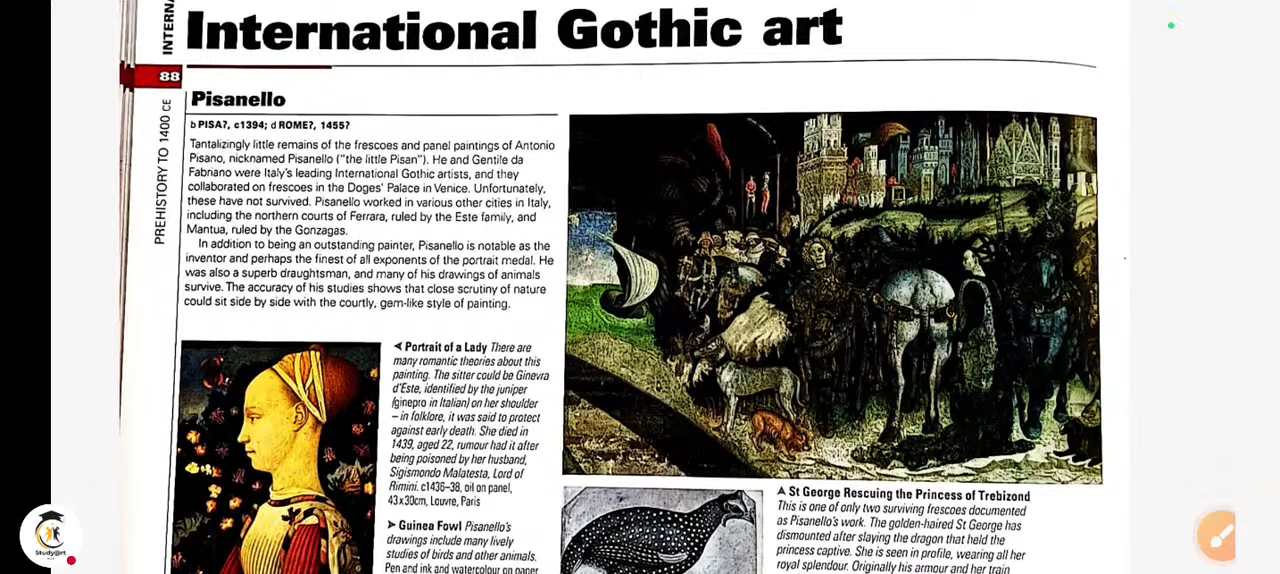 International Gothic art
INTERNA
88
PREHISTORY TO 1400 CE
Pisanello
b PISA?, c1394; d ROME?, 1455?
Tantalizingly little remains of the frescoes and panel paintings of Antonio
Pisano, nicknamed Pisanello ("the little Pisan"). He and Gentile da
Fabriano were Italy's leading International Gothic artists, and they
collaborated on frescoes in the Doges' Palace in Venice. Unfortunately,
these have not survived. Pisanello worked in various other cities in Italy,
including the northern courts of Ferrara, ruled by the Este family, and
Mantua, ruled by the Gonzagas.
In addition to being an outstanding painter, Pisanello is notable as the
inventor and perhaps the finest of all exponents of the portrait medal. He
was also a superb draughtsman, and many of his drawings of animals
survive. The accuracy of his studies shows that close scrutiny of nature
could sit side by side with the courtly, gem-like style of painting.
◄ Portrait of a Lady There are
many romantic theories about this
painting. The sitter could be Ginevra
d'Este, identified by the juniper
(ginepro in Italian) on her shoulder
– in folklore, it was said to protect
against early death. She died in
1439, aged 22, rumour had it after
being poisoned by her husband,
Sigismondo Malatesta, Lord of
Rimini. c1436–38, oil on panel,
43x30cm, Louvre, Paris
➤ Guinea Fowl Pisanello's
drawings include many lively
studies of birds and other animals.
Pen and ink and watercolour on paper
▲ St George Rescuing the Princess of Trebizond
This is one of only two surviving frescoes documented
as Pisanello's work. The golden-haired St George has
dismounted after slaying the dragon that held the
princess captive. She is seen in profile, wearing all her
royal splendour. Originally his armour and her train
Study@rt